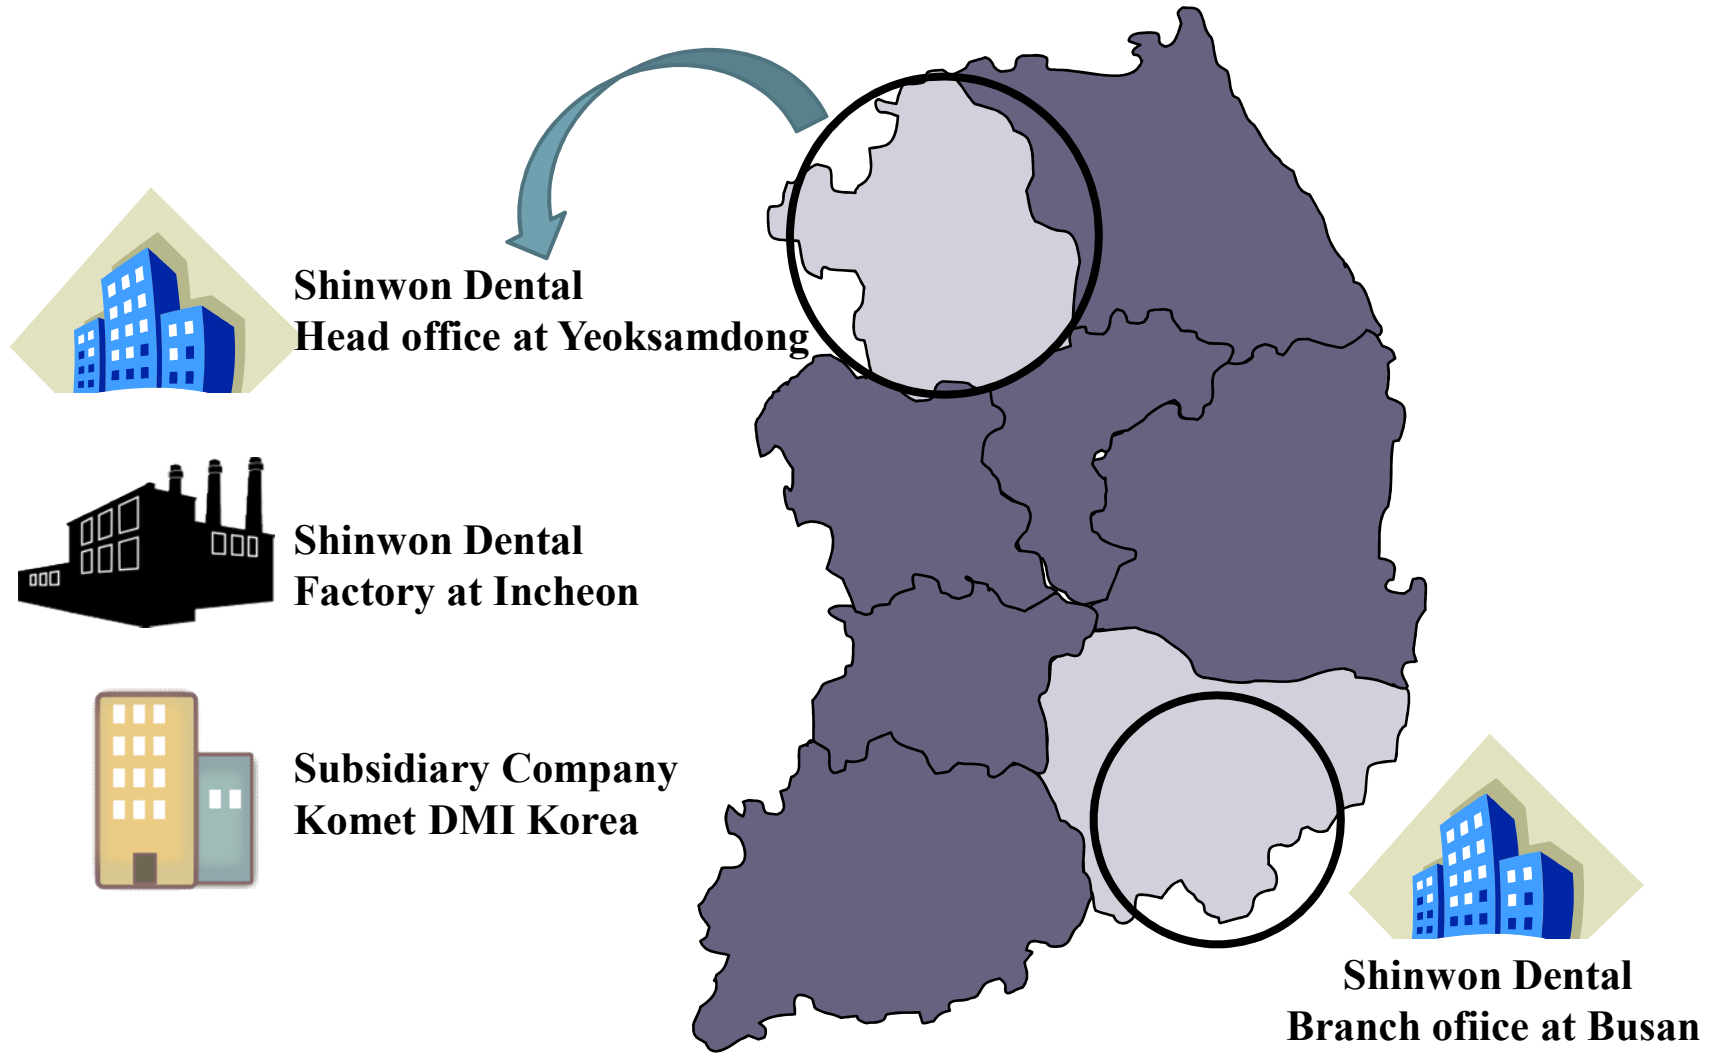 Shinwon Dental
Head office at Yeoksamdong
Shinwon Dental
Factory at Incheon
Subsidiary Company
Komet DMI Korea
Shinwon Dental
Branch ofiice at Busan